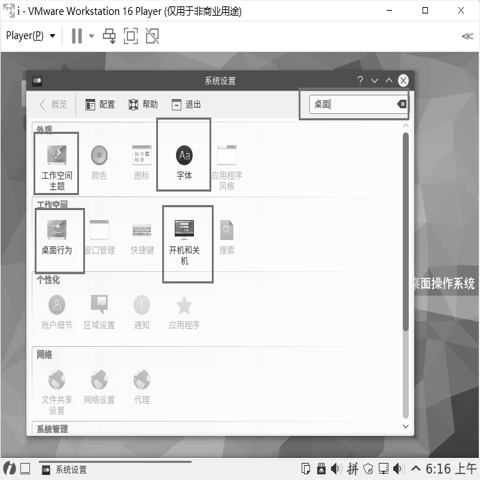 i - VMware Workstation 16 Player (仅用于非商业用途)
Player(P)
系统设置
概览 配置 帮助 退出 桌面
外观
工作空间主题 颜色 图标 字体 应用程序风格
工作空间
桌面行为 窗口管理 快捷键 开机和关机 搜索
个性化
账户细节 区域设置 通知 应用程序
桌面操作系统
网络
文件共享设置 网络设置 代理
系统管理
系统设置 拼 6:16 上午